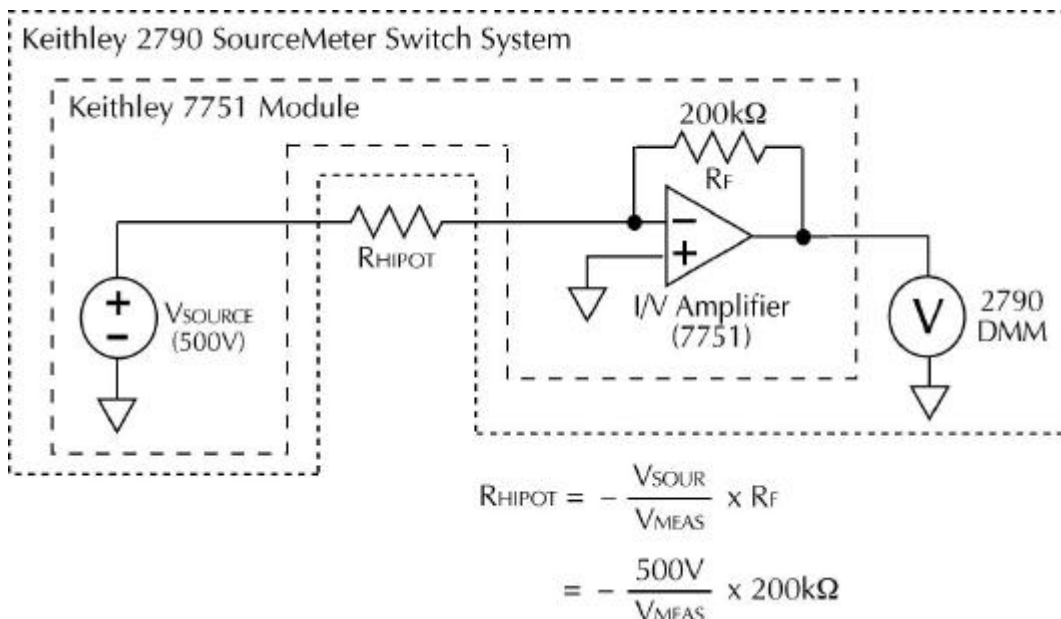 Keithley 2790 SourceMeter Switch System
Keithley 7751 Module
200kΩ
RF
RHIPOT
VSOURCE
(500V)
I/V Amplifier
(7751)
V
2790
DMM
RHIPOT = − VSOUR / VMEAS x RF
= − 500V / VMEAS x 200kΩ